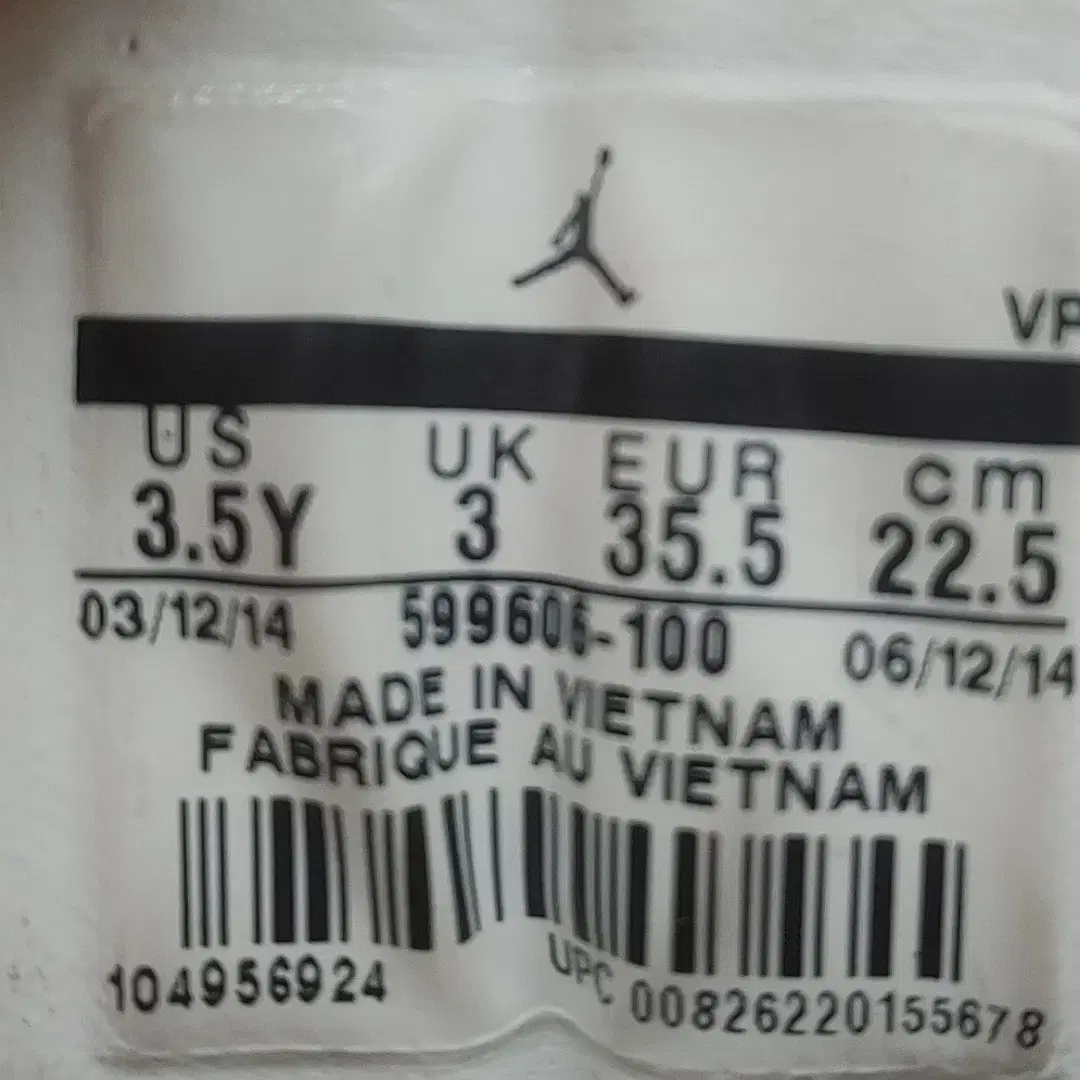 VP
US UK EUR cm
3.5Y 3 35.5 22.5
03/12/14 599606-100 06/12/14
MADE IN VIETNAM
FABRIQUE AU VIETNAM
104956924 UPC 00826220155678